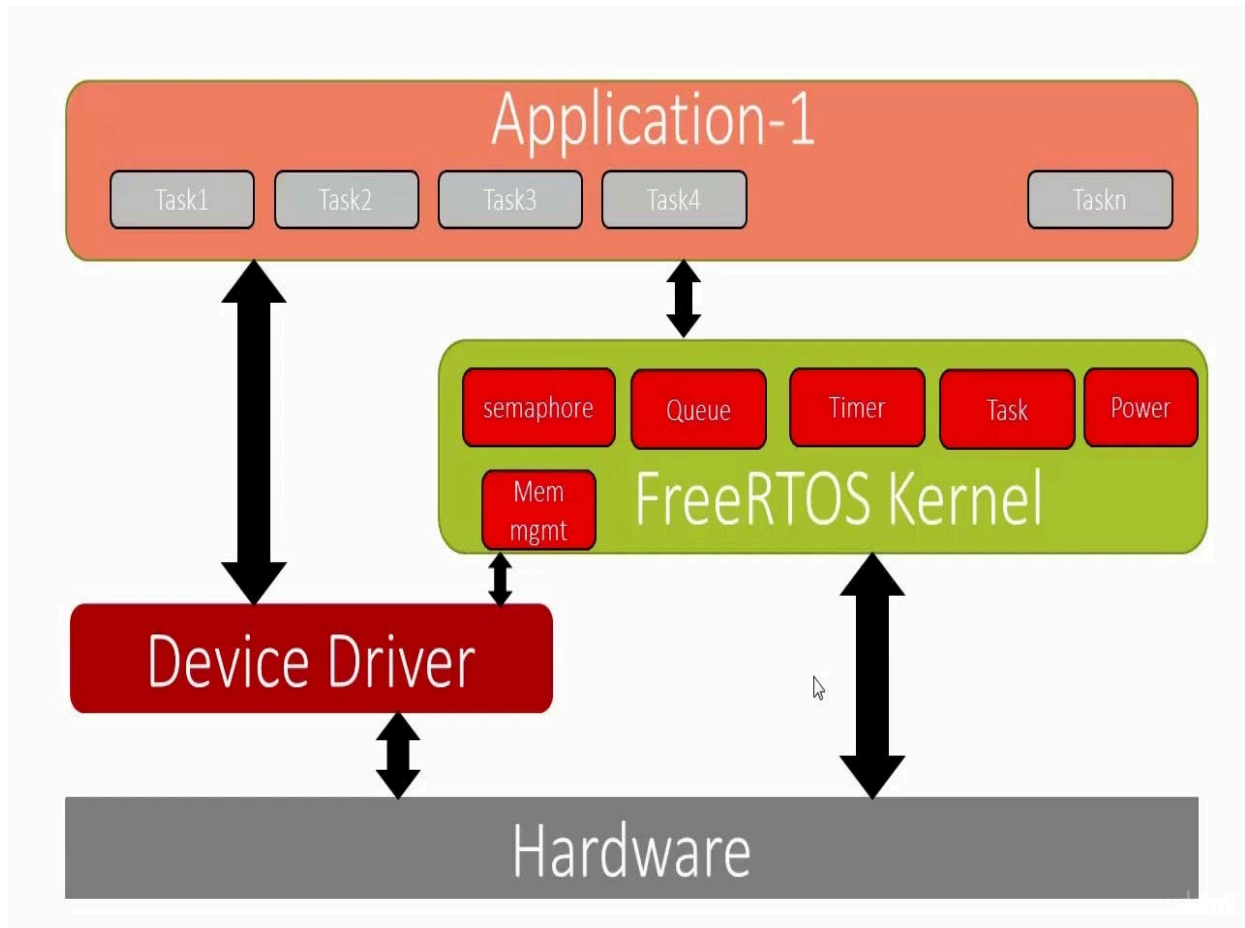 Application-1
Task1 Task2 Task3 Task4 Taskn
semaphore Queue Timer Task Power
Mem
mgmt
FreeRTOS Kernel
Device Driver
Hardware